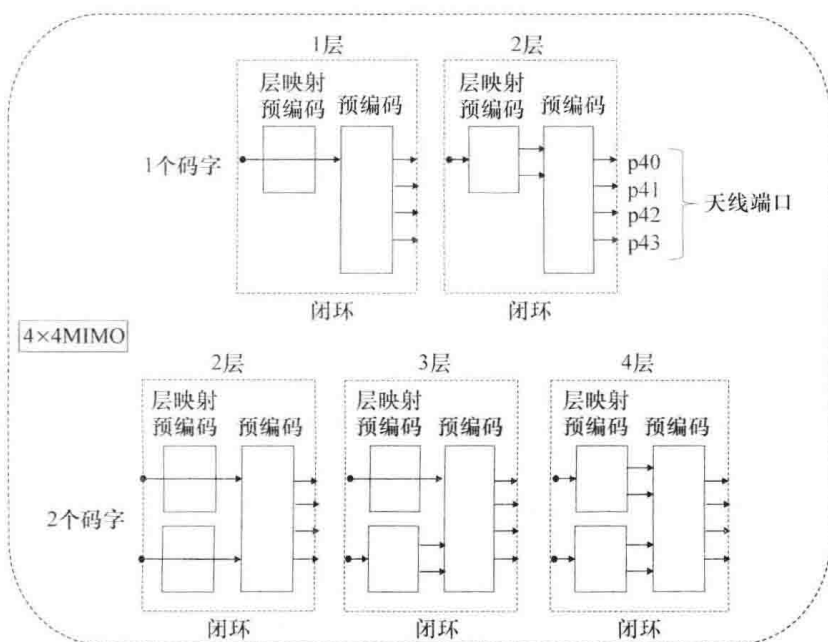 1层
2层
层映射
预编码
预编码
层映射
预编码
预编码
1个码字
p40
p41
p42
p43
天线端口
闭环
闭环
4×4MIMO
2层
3层
4层
层映射
预编码
预编码
层映射
预编码
预编码
层映射
预编码
预编码
2个码字
闭环
闭环
闭环